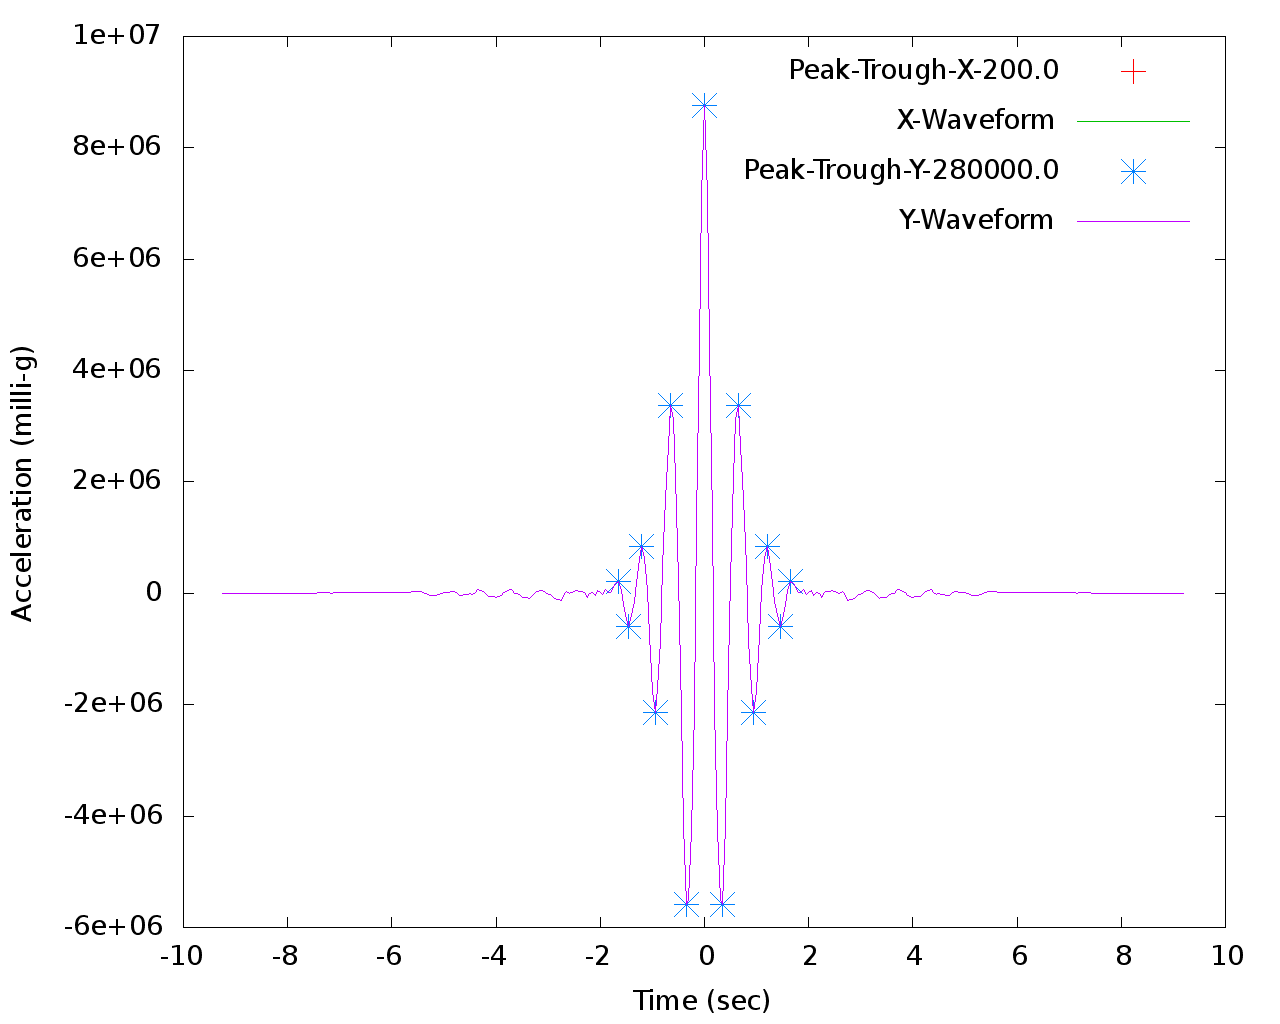 1e+07
8e+06
6e+06
4e+06
2e+06
0
-2e+06
-4e+06
-6e+06
Acceleration (milli-g)
Peak-Trough-X-200.0
X-Waveform
Peak-Trough-Y-280000.0
Y-Waveform
-10 -8 -6 -4 -2 0 2 4 6 8 10
Time (sec)